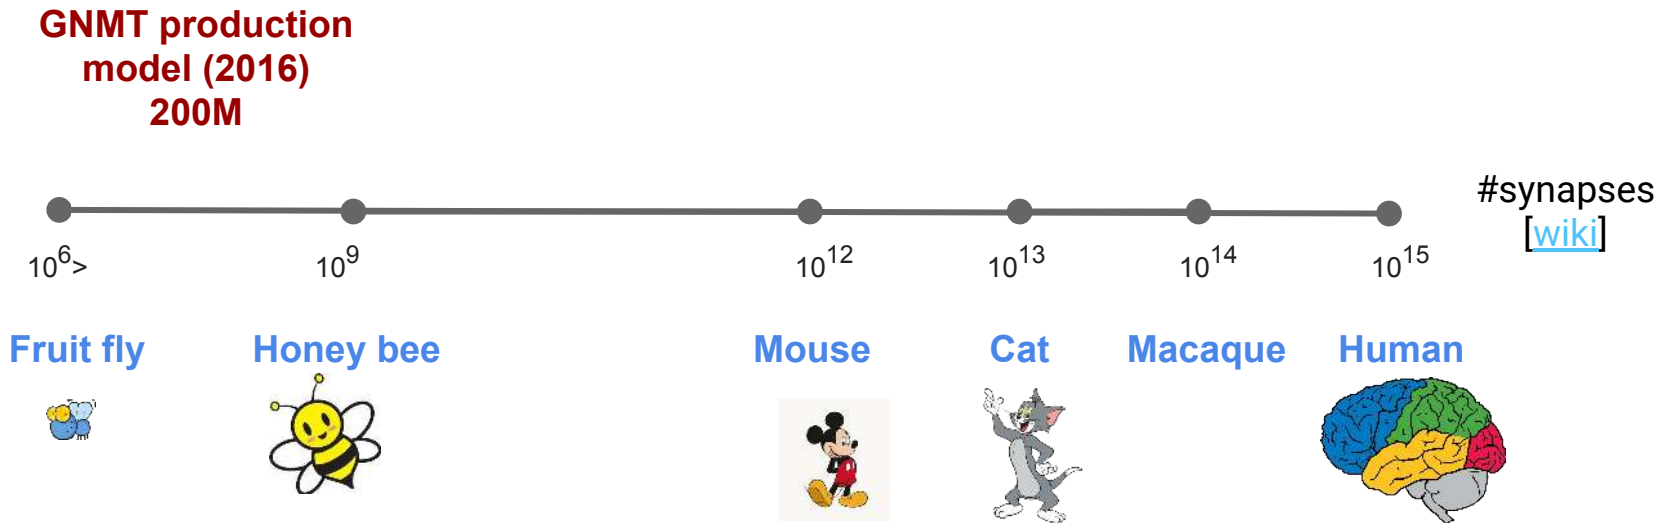 GNMT production
model (2016)
200M
#synapses
[wiki]
10^6>
10^9
10^12
10^13
10^14
10^15
Fruit fly
Honey bee
Mouse
Cat
Macaque
Human